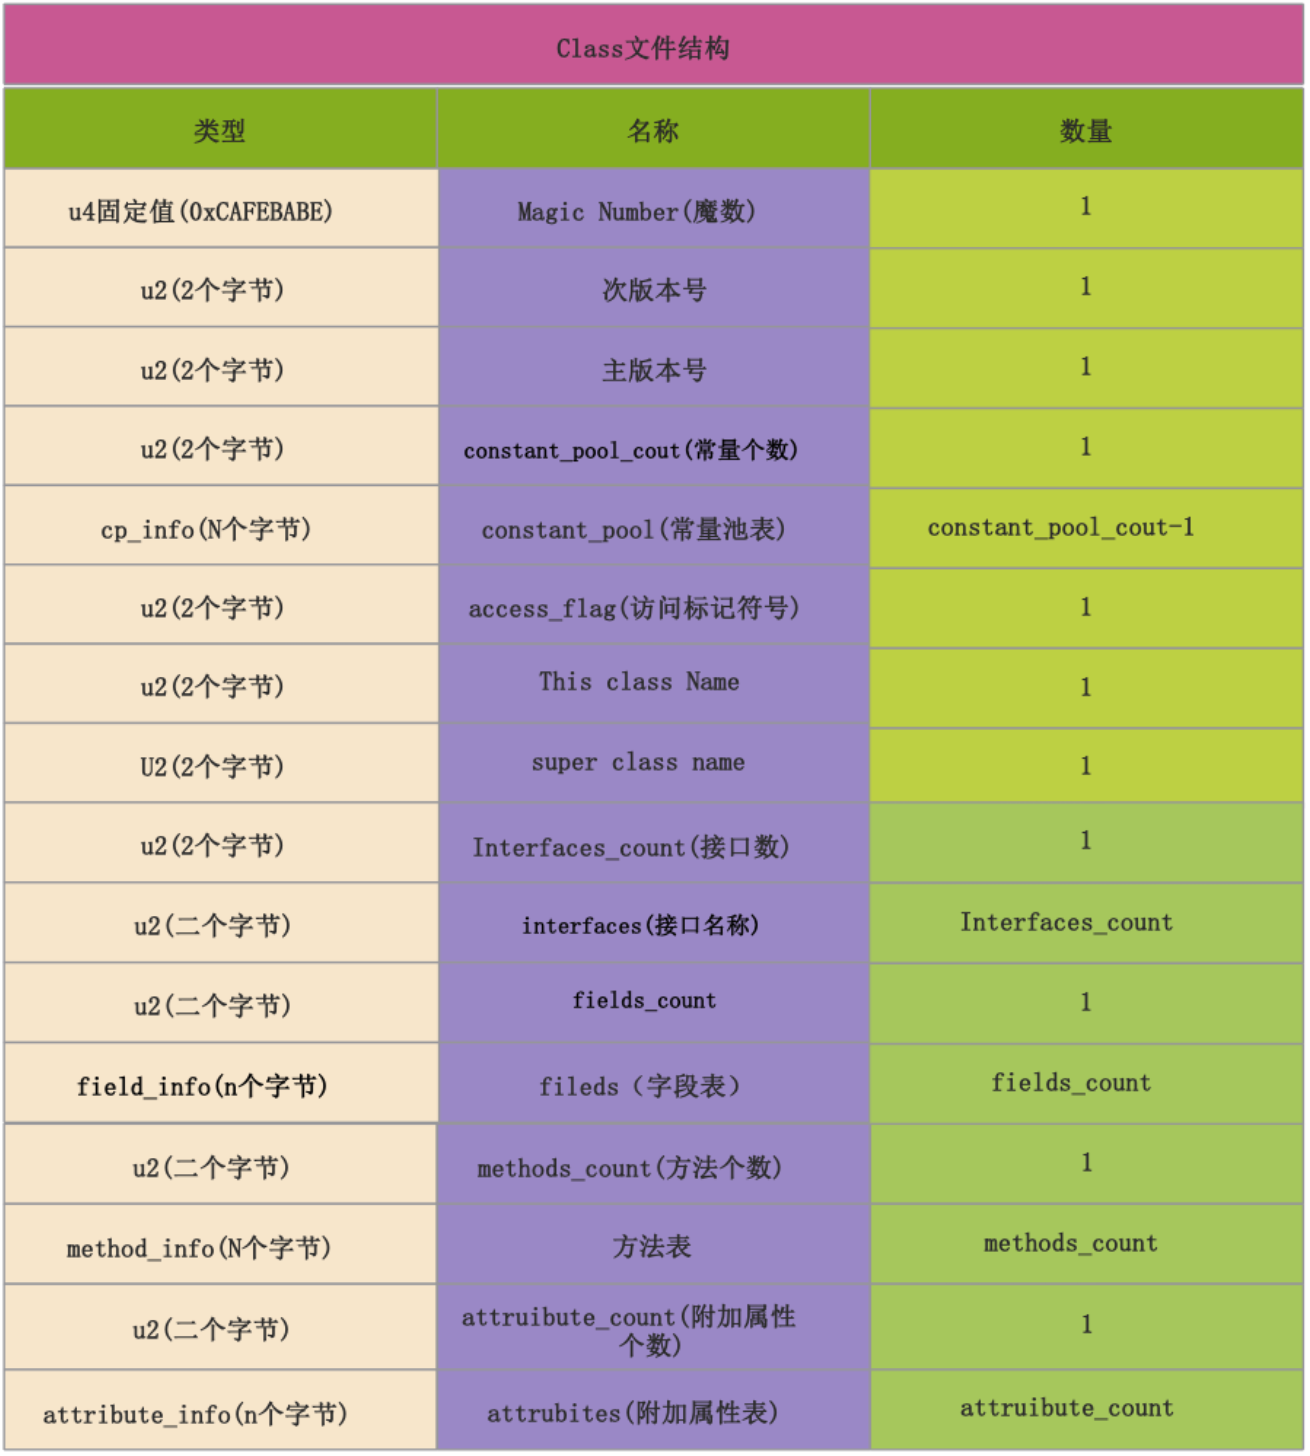 Class文件结构
类型 名称 数量
u4固定值(0xCAFEBABE) Magic Number(魔数) 1
u2(2个字节) 次版本号 1
u2(2个字节) 主版本号 1
u2(2个字节) constant_pool_cout(常量个数) 1
cp_info(N个字节) constant_pool(常量池表) constant_pool_cout-1
u2(2个字节) access_flag(访问标记符号) 1
u2(2个字节) This class Name 1
U2(2个字节) super class name 1
u2(2个字节) Interfaces_count(接口数) 1
u2(二个字节) interfaces(接口名称) Interfaces_count
u2(二个字节) fields_count 1
field_info(n个字节) fileds（字段表） fields_count
u2(二个字节) methods_count(方法个数) 1
method_info(N个字节) 方法表 methods_count
u2(二个字节) attruibute_count(附加属性
个数) 1
attribute_info(n个字节) attrubites(附加属性表) attruibute_count